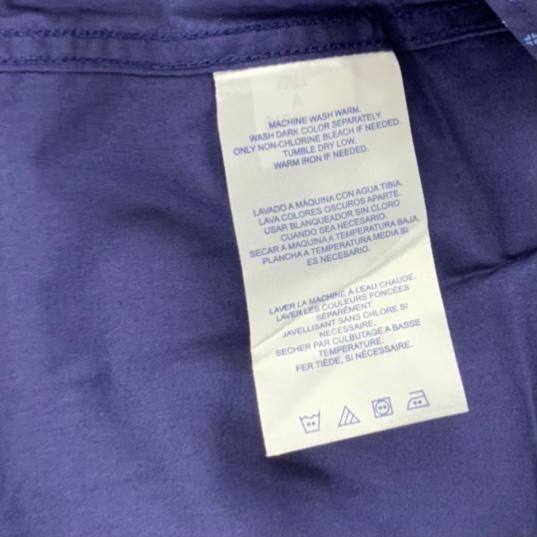 MACHINE WASH WARM.
WASH DARK COLOR SEPARATELY.
ONLY NON-CHLORINE BLEACH IF NEEDED.
TUMBLE DRY LOW.
WARM IRON IF NEEDED.
LAVADO A MÁQUINA CON AGUA TIBIA.
LAVA COLORES OSCUROS APARTE.
USAR BLANQUEADOR SIN CLORO
CUANDO SEA NECESARIO.
SECAR A MAQUINA A TEMPERATURA BAJA.
PLANCHA A TEMPERATURA MEDIA SI
ES NECESARIO.
LAVER LA MACHINE À LEAU CHAUDE.
LAVER LES COULEURS FONCÉES
SÉPARÉMENT.
JAVELLISANT SANS CHLORE SI
NÉCESSAIRE.
SECHER PAR CULBUTAGE A BASSE
TEMPÉRATURE.
FER TIÈDE, SI NÉCESSAIRE.